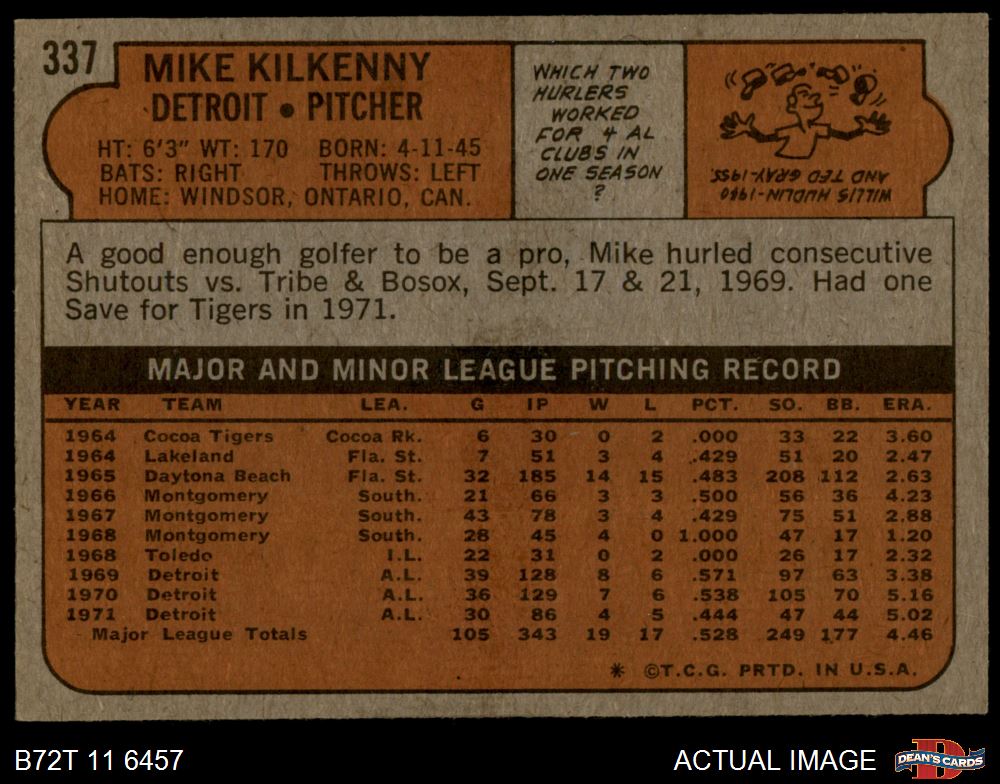 337
MIKE KILKENNY
DETROIT • PITCHER
HT: 6'3" WT: 170 BORN: 4-11-45
BATS: RIGHT THROWS: LEFT
HOME: WINDSOR, ONTARIO, CAN.
WHICH TWO
HURLERS
WORKED
FOR 4 AL
CLUBS IN
ONE SEASON
?
WILLIS HUDLIN-1940
AND TED GRAY-1955.
A good enough golfer to be a pro, Mike hurled consecutive
Shutouts vs. Tribe & Bosox, Sept. 17 & 21, 1969. Had one
Save for Tigers in 1971.
MAJOR AND MINOR LEAGUE PITCHING RECORD
YEAR TEAM LEA. G IP W L PCT. SO. BB. ERA.
1964 Cocoa Tigers Cocoa Rk. 6 30 0 2 .000 33 22 3.60
1964 Lakeland Fla. St. 7 51 3 4 .429 51 20 2.47
1965 Daytona Beach Fla. St. 32 185 14 15 .483 208 112 2.63
1966 Montgomery South. 21 66 3 3 .500 56 36 4.23
1967 Montgomery South. 43 78 3 4 .429 75 51 2.88
1968 Montgomery South. 28 45 4 0 1.000 47 17 1.20
1968 Toledo I.L. 22 31 0 2 .000 26 17 2.32
1969 Detroit A.L. 39 128 8 6 .571 97 63 3.38
1970 Detroit A.L. 36 129 7 6 .538 105 70 5.16
1971 Detroit A.L. 30 86 4 5 .444 47 44 5.02
Major League Totals 105 343 19 17 .528 249 177 4.46
* ©T.C.G. PRTD. IN U.S.A.
B72T 11 6457
ACTUAL IMAGE
DEAN'S CARDS